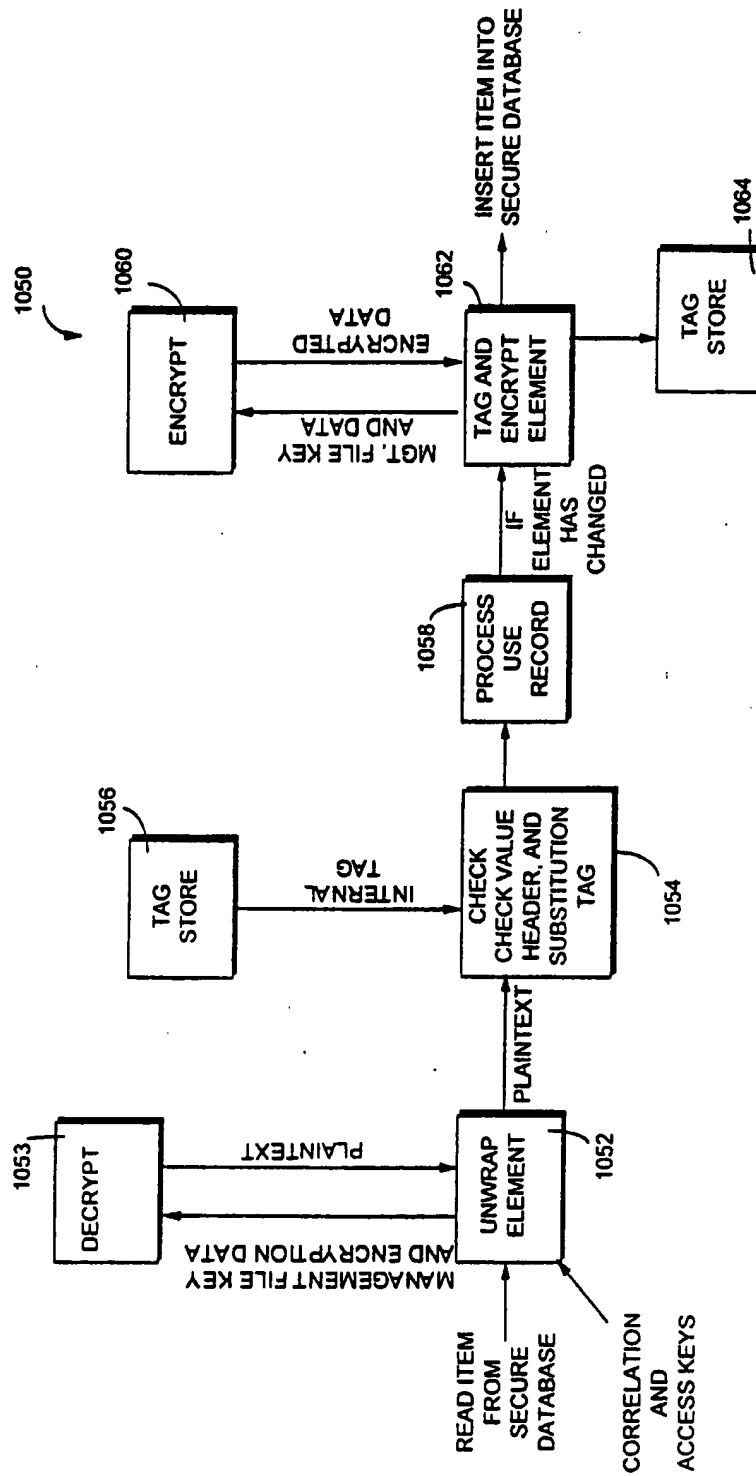 1050
READ ITEM
FROM
SECURE
DATABASE
CORRELATION
AND
ACCESS KEYS
UNWRAP
ELEMENT
1052
MANAGEMENT FILE KEY
AND ENCRYPTION DATA
PLAINTEXT
DECRYPT
1053
PLAINTEXT
CHECK
CHECK VALUE
HEADER, AND
SUBSTITUTION
TAG
1054
INTERNAL
TAG
TAG
STORE
1056
PROCESS
USE
RECORD
1058
IF
ELEMENT
HAS
CHANGED
TAG AND
ENCRYPT
ELEMENT
1062
MGT. FILE KEY
AND DATA
ENCRYPTED
DATA
ENCRYPT
1060
INSERT ITEM INTO
SECURE DATABASE
TAG
STORE
1064